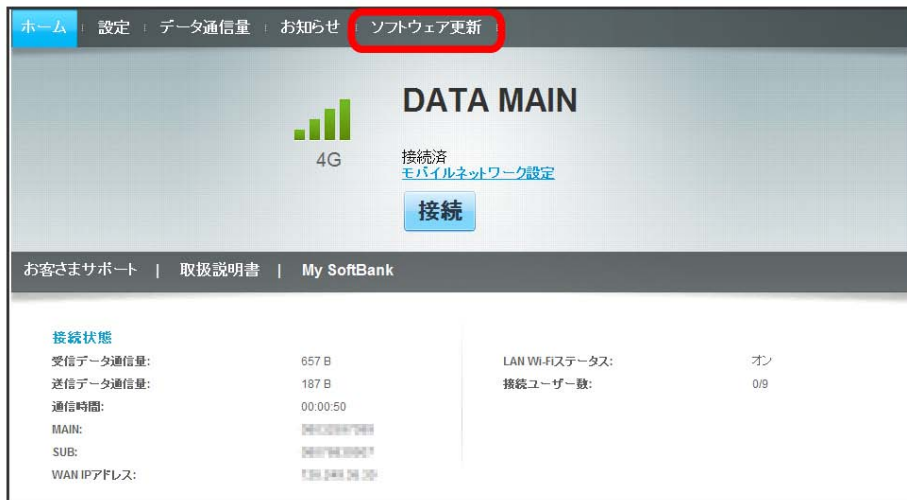 ホーム 設定 データ通信量 お知らせ ソフトウェア更新
DATA MAIN
4G
接続済
モバイルネットワーク設定
接続
お客さまサポート | 取扱説明書 | My SoftBank
接続状態
受信データ通信量: 657 B LAN Wi-Fiステータス: オン
送信データ通信量: 187 B 接続ユーザー数: 0/9
通信時間: 00:00:50
MAIN:
SUB:
WAN IPアドレス: